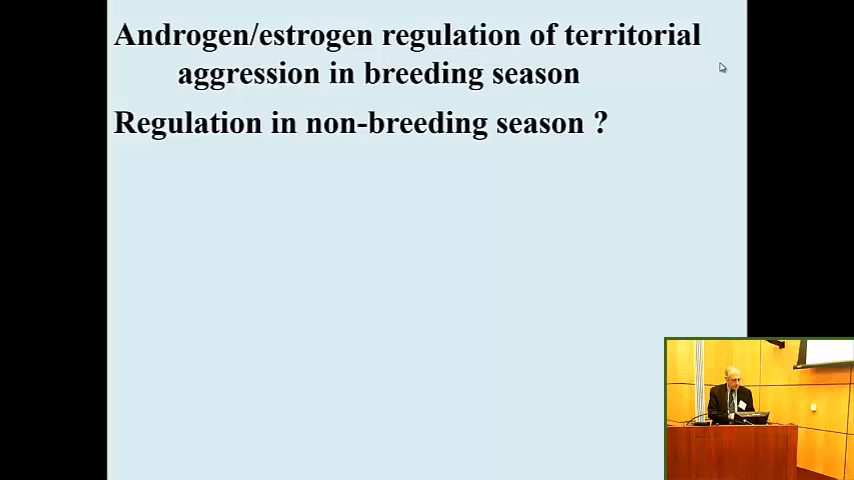 Androgen/estrogen regulation of territorial
aggression in breeding season
Regulation in non-breeding season ?